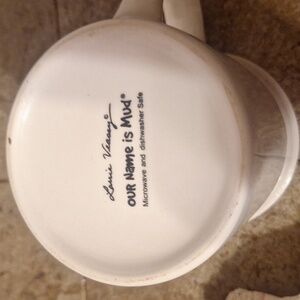 Lorrie Veasey©
OUR Name is Mud®
Microwave and dishwasher Safe